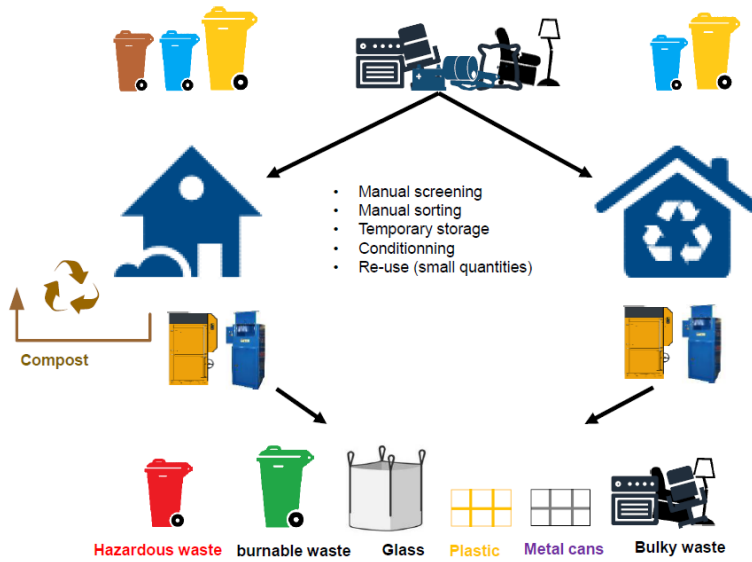 • Manual screening
• Manual sorting
• Temporary storage
• Conditionning
• Re-use (small quantities)
Compost
Hazardous waste
burnable waste
Glass
Plastic
Metal cans
Bulky waste